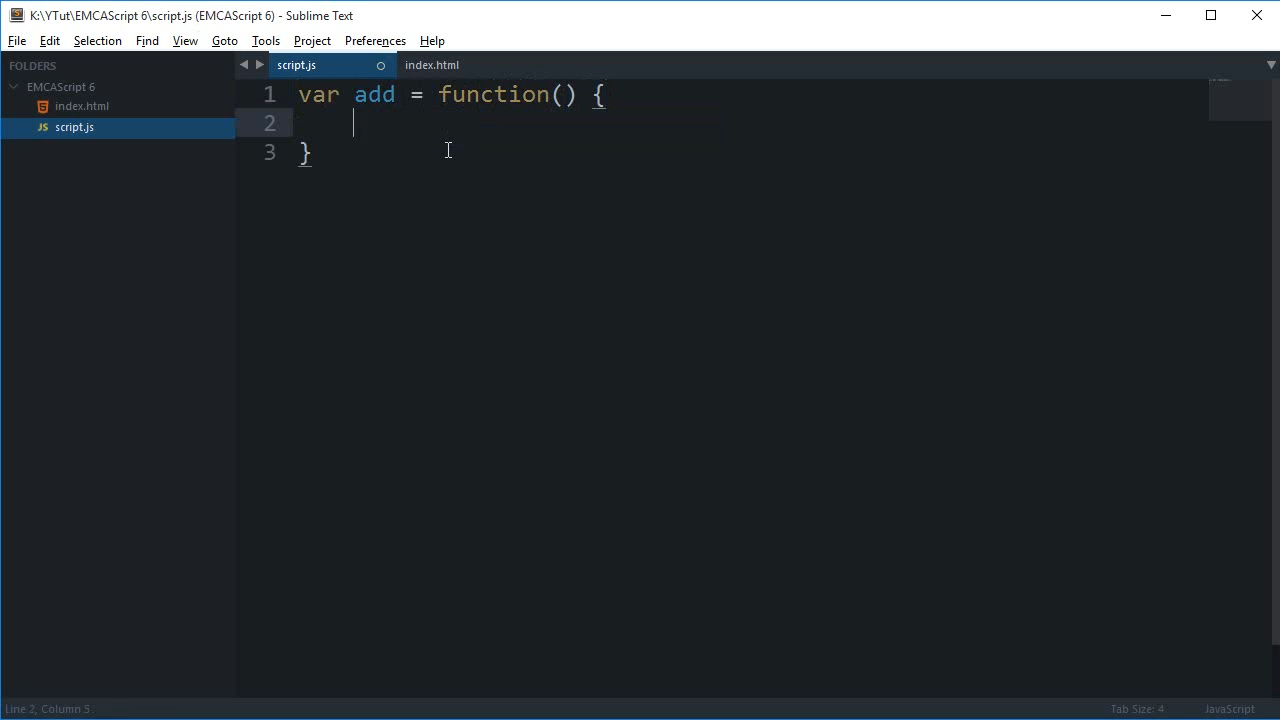 K:\YTut\EMCAScript 6\script.js (EMCAScript 6) - Sublime Text
File Edit Selection Find View Goto Tools Project Preferences Help
FOLDERS
EMCAScript 6
index.html
script.js
script.js index.html
1 var add = function() {
2
3 }
Line 2, Column 5
Tab Size: 4 JavaScript